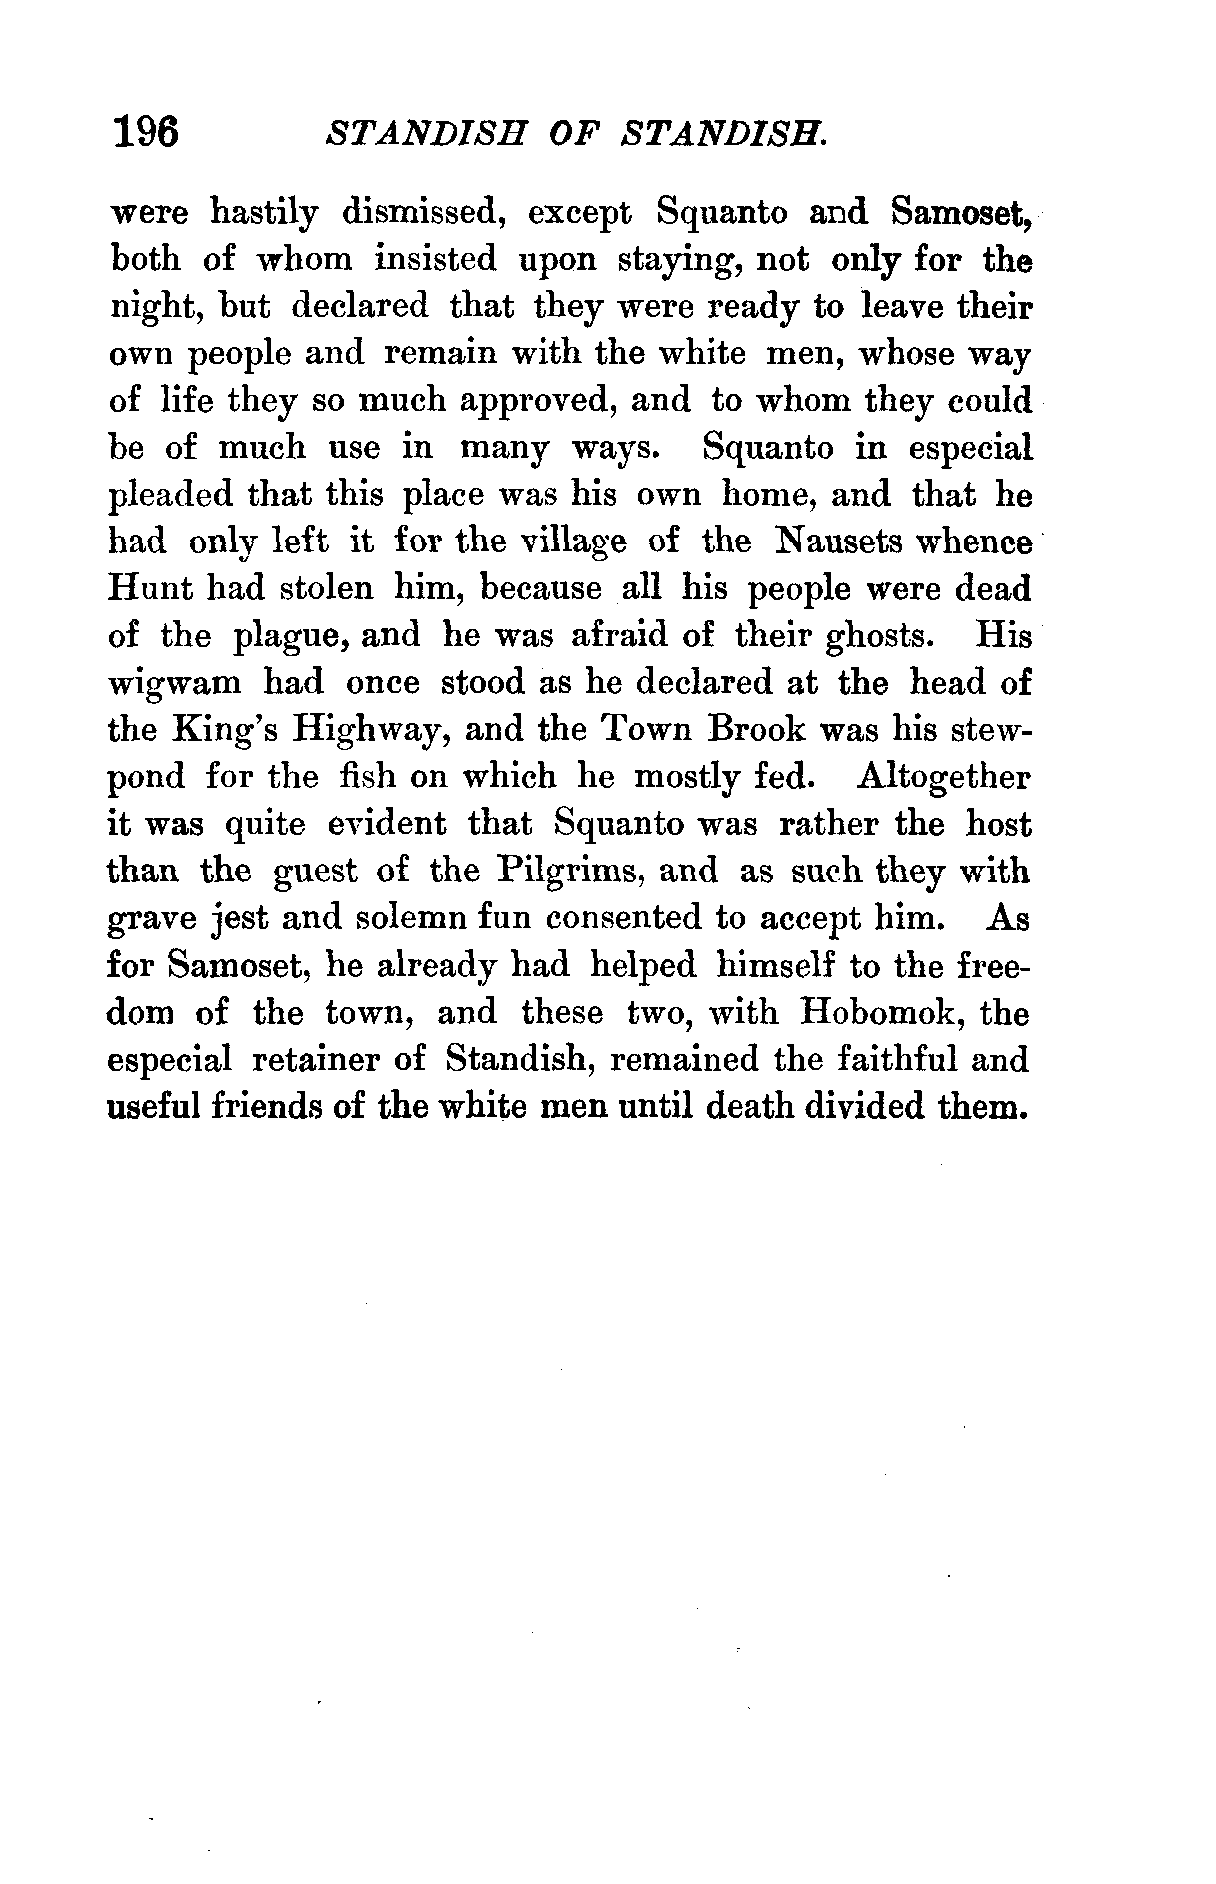 196 STANDISH OF STANDISH.
were hastily dismissed, except Squanto and Samoset,
both of whom insisted upon staying, not only for the
night, but declared that they were ready to leave their
own people and remain with the white men, whose way
of life they so much approved, and to whom they could
be of much use in many ways. Squanto in especial
pleaded that this place was his own home, and that he
had only left it for the village of the Nausets whence
Hunt had stolen him, because all his people were dead
of the plague, and he was afraid of their ghosts. His
wigwam had once stood as he declared at the head of
the King's Highway, and the Town Brook was his stew-
pond for the fish on which he mostly fed. Altogether
it was quite evident that Squanto was rather the host
than the guest of the Pilgrims, and as such they with
grave jest and solemn fun consented to accept him. As
for Samoset, he already had helped himself to the free-
dom of the town, and these two, with Hobomok, the
especial retainer of Standish, remained the faithful and
useful friends of the white men until death divided them.